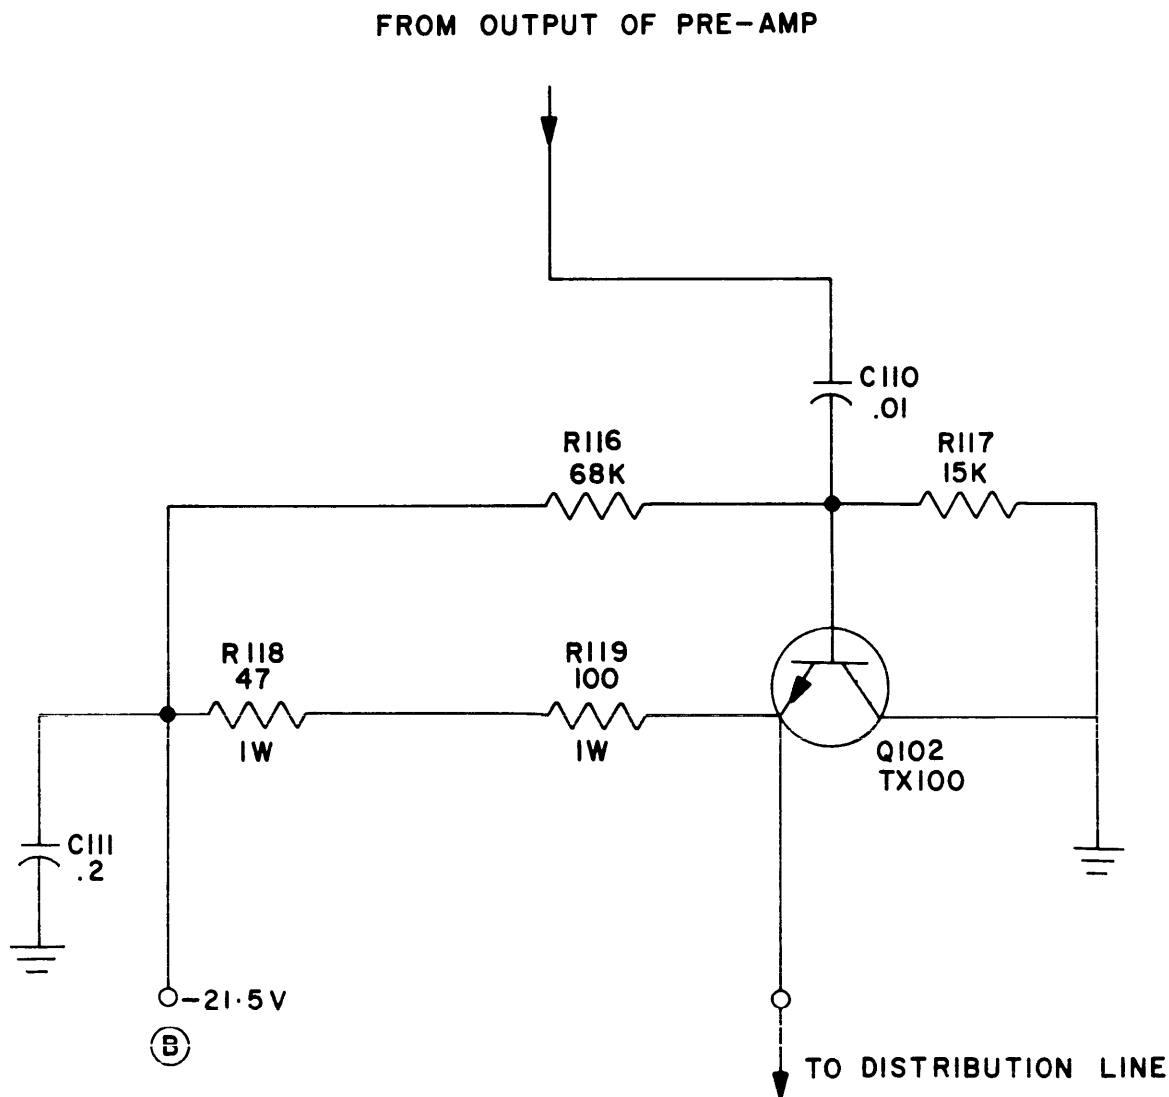 FROM OUTPUT OF PRE-AMP
C110
.01
R116
68K
R117
15K
R118
47
1W
R119
100
1W
Q102
TX100
C111
.2
-21.5V
B
TO DISTRIBUTION LINE